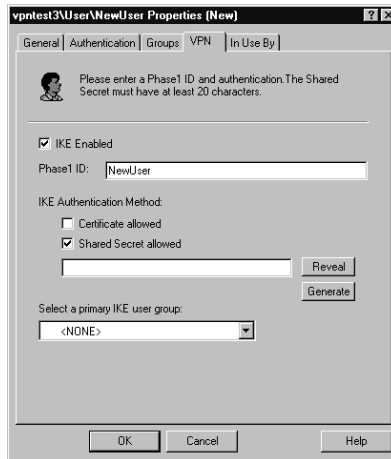 vpntest3\User\NewUser Properties (New)
General Authentication Groups VPN In Use By
Please enter a Phase1 ID and authentication.The Shared
Secret must have at least 20 characters.
IKE Enabled
Phase1 ID: NewUser
IKE Authentication Method:
Certificate allowed
Shared Secret allowed
Reveal
Generate
Select a primary IKE user group:
<NONE>
OK Cancel Help